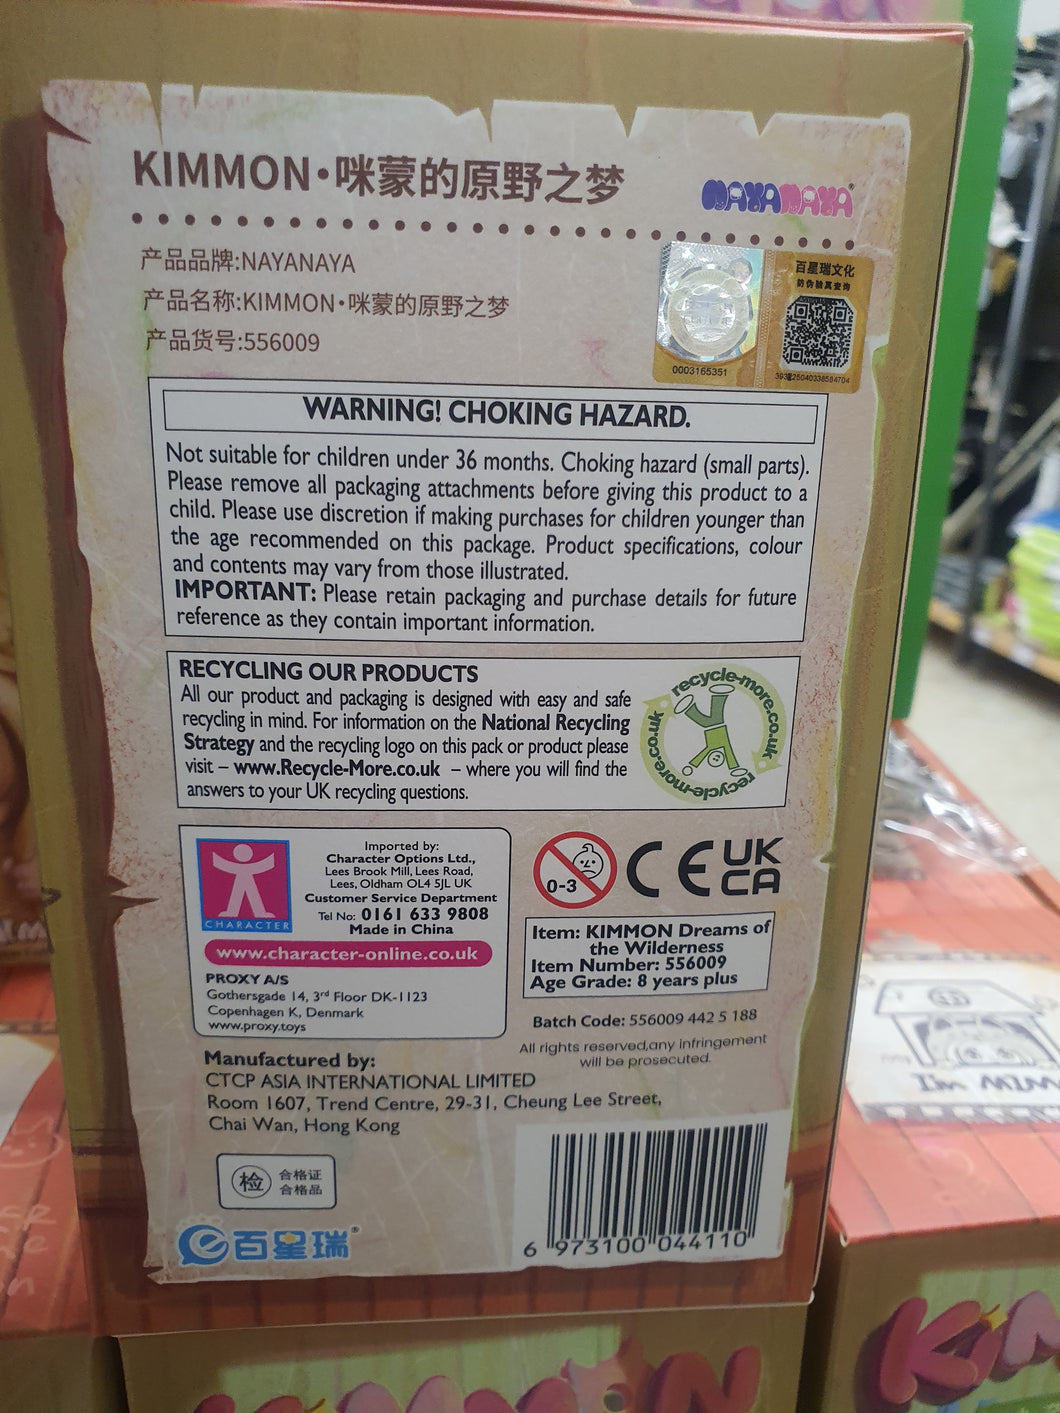 KIMMON·咪蒙的原野之梦
NAYANAYA®
产品品牌:NAYANAYA
产品名称:KIMMON·咪蒙的原野之梦
产品货号:556009
百星瑞文化
防伪验真查询
0003165351
WARNING! CHOKING HAZARD.
Not suitable for children under 36 months. Choking hazard (small parts).
Please remove all packaging attachments before giving this product to a
child. Please use discretion if making purchases for children younger than
the age recommended on this package. Product specifications, colour
and contents may vary from those illustrated.
IMPORTANT: Please retain packaging and purchase details for future
reference as they contain important information.
RECYCLING OUR PRODUCTS
All our product and packaging is designed with easy and safe
recycling in mind. For information on the National Recycling
Strategy and the recycling logo on this pack or product please
visit – www.Recycle-More.co.uk – where you will find the
answers to your UK recycling questions.
recycle-more.co.uk
recycle-more.co.uk
CHARACTER
Imported by:
Character Options Ltd.,
Lees Brook Mill, Lees Road,
Lees, Oldham OL4 5JL UK
Customer Service Department
Tel No: 0161 633 9808
Made in China
www.character-online.co.uk
PROXY A/S
Gothersgade 14, 3rd Floor DK-1123
Copenhagen K, Denmark
www.proxy.toys
0-3
CE
UK
CA
Item: KIMMON Dreams of
the Wilderness
Item Number: 556009
Age Grade: 8 years plus
Batch Code: 556009 442 5 188
All rights reserved,any infringement
will be prosecuted.
Manufactured by:
CTCP ASIA INTERNATIONAL LIMITED
Room 1607, Trend Centre, 29-31, Cheung Lee Street,
Chai Wan, Hong Kong
检
合格证
合格品
百星瑞®
6 973100 044110
I'm
KIMMON